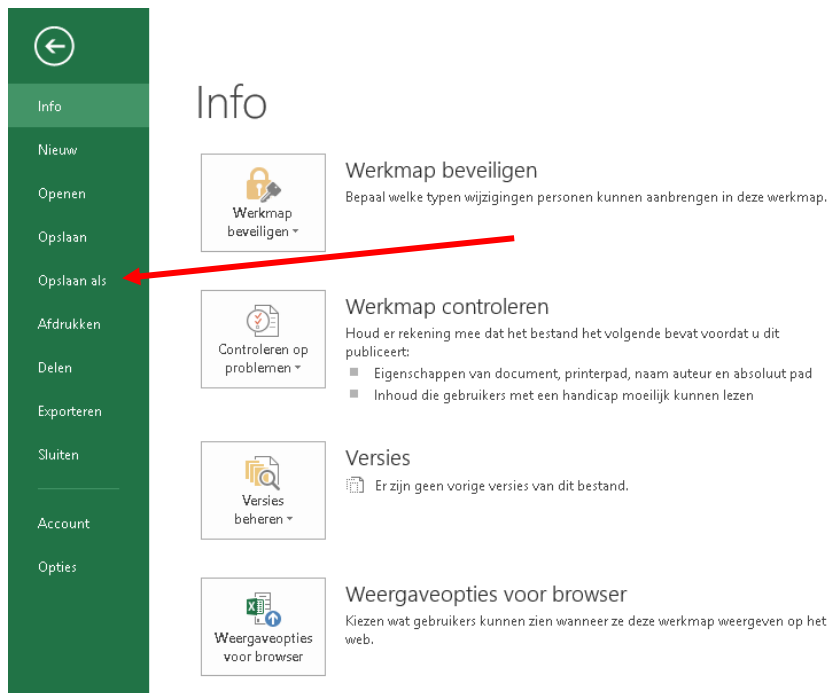 Info
Nieuw
Openen
Opslaan
Opslaan als
Afdrukken
Delen
Exporteren
Sluiten
Account
Opties
Info
Werkmap
beveiligen
Werkmap beveiligen
Bepaal welke typen wijzigingen personen kunnen aanbrengen in deze werkmap.
Controleren op
problemen
Werkmap controleren
Houd er rekening mee dat het bestand het volgende bevat voordat u dit
publiceert:
Eigenschappen van document, printerpad, naam auteur en absoluut pad
Inhoud die gebruikers met een handicap moeilijk kunnen lezen
Versies
beheren
Versies
Er zijn geen vorige versies van dit bestand.
Weergaveopties
voor browser
Weergaveopties voor browser
Kiezen wat gebruikers kunnen zien wanneer ze deze werkmap weergeven op het
web.